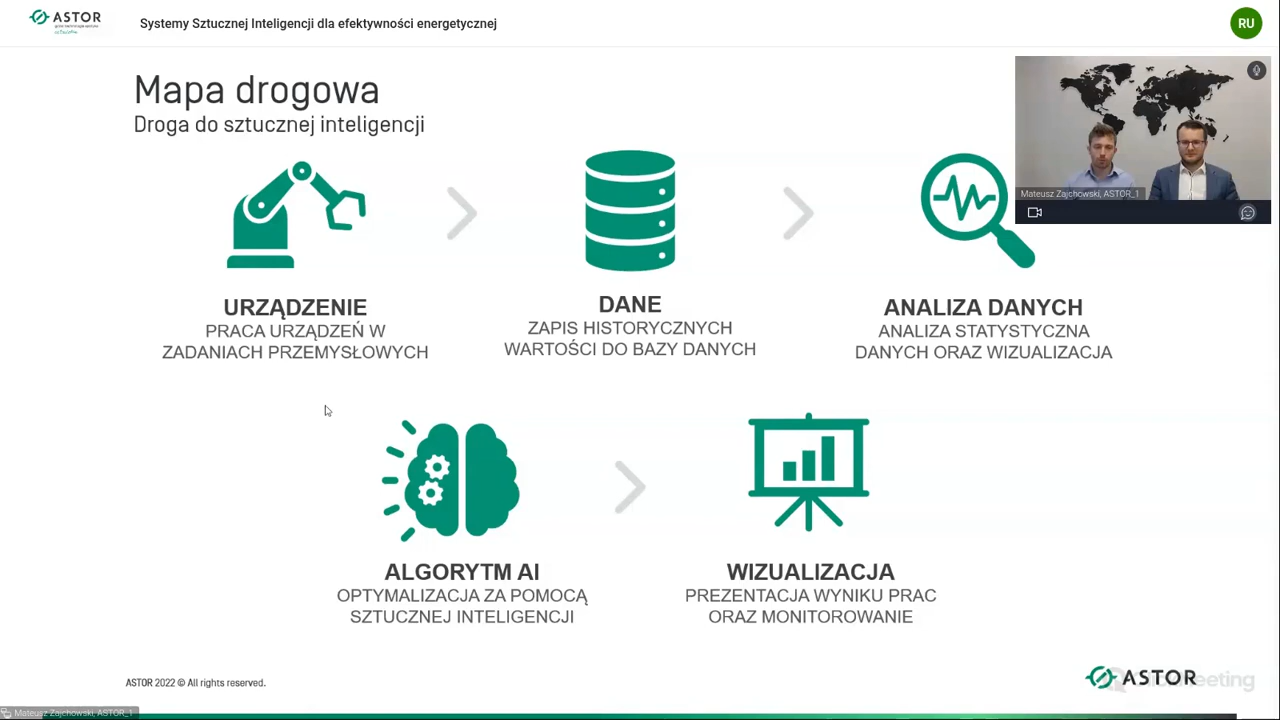 ASTOR
Systemy Sztucznej Inteligencji dla efektywności energetycznej
RU
Mapa drogowa
Droga do sztucznej inteligencji
Mateusz Zajchowski, ASTOR_1
URZĄDZENIE
PRACA URZĄDZEŃ W
ZADANIACH PRZEMYSŁOWYCH
DANE
ZAPIS HISTORYCZNYCH
WARTOŚCI DO BAZY DANYCH
ANALIZA DANYCH
ANALIZA STATYSTYCZNA
DANYCH ORAZ WIZUALIZACJA
ALGORYTM AI
OPTYMALIZACJA ZA POMOCĄ
SZTUCZNEJ INTELIGENCJI
WIZUALIZACJA
PREZENTACJA WYNIKU PRAC
ORAZ MONITOROWANIE
ASTOR 2022 © All rights reserved.
ASTOR
Mateusz Zajchowski, ASTOR_1